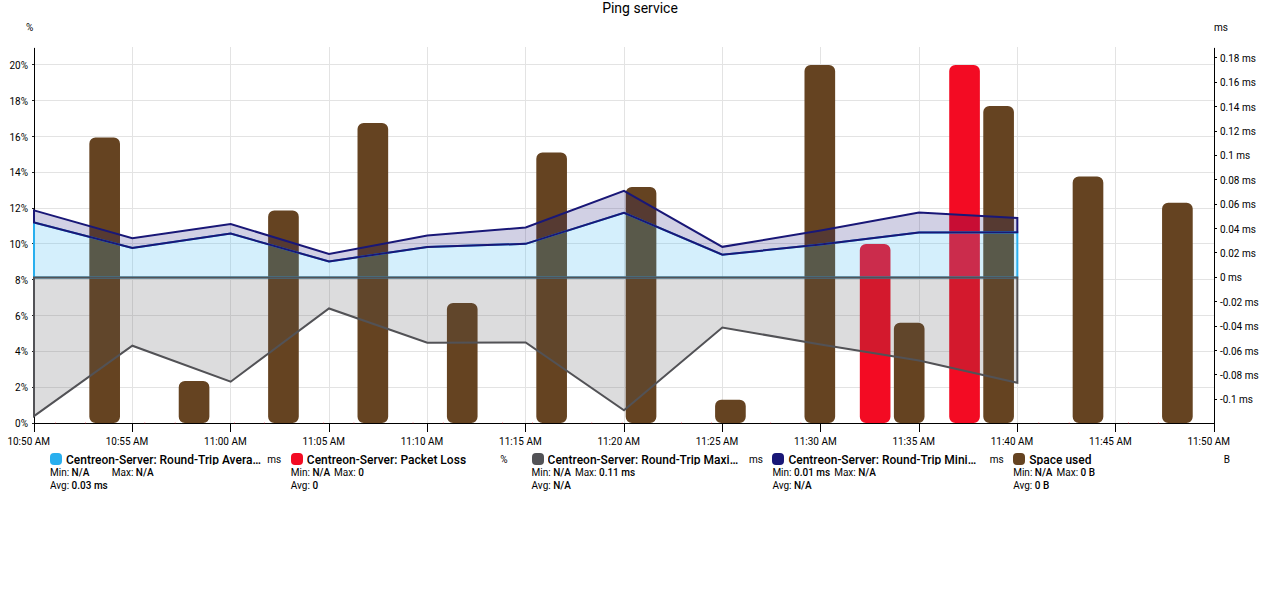 Ping service
% ms
20% 0.18 ms
18% 0.16 ms
16% 0.14 ms
14% 0.12 ms
12% 0.1 ms
10% 0.08 ms
8% 0.06 ms
6% 0.04 ms
4% 0.02 ms
2% 0 ms
0% -0.02 ms
-0.04 ms
-0.06 ms
-0.08 ms
-0.1 ms
10:50 AM 10:55 AM 11:00 AM 11:05 AM 11:10 AM 11:15 AM 11:20 AM 11:25 AM 11:30 AM 11:35 AM 11:40 AM 11:45 AM 11:50 AM
Centreon-Server: Round-Trip Avera... ms Centreon-Server: Packet Loss % Centreon-Server: Round-Trip Maxi... ms Centreon-Server: Round-Trip Mini... ms Space used B
Min: N/A Max: N/A Min: N/A Max: 0 Min: N/A Max: 0.11 ms Min: 0.01 ms Max: N/A Min: N/A Max: 0 B
Avg: 0.03 ms Avg: 0 Avg: N/A Avg: N/A Avg: 0 B